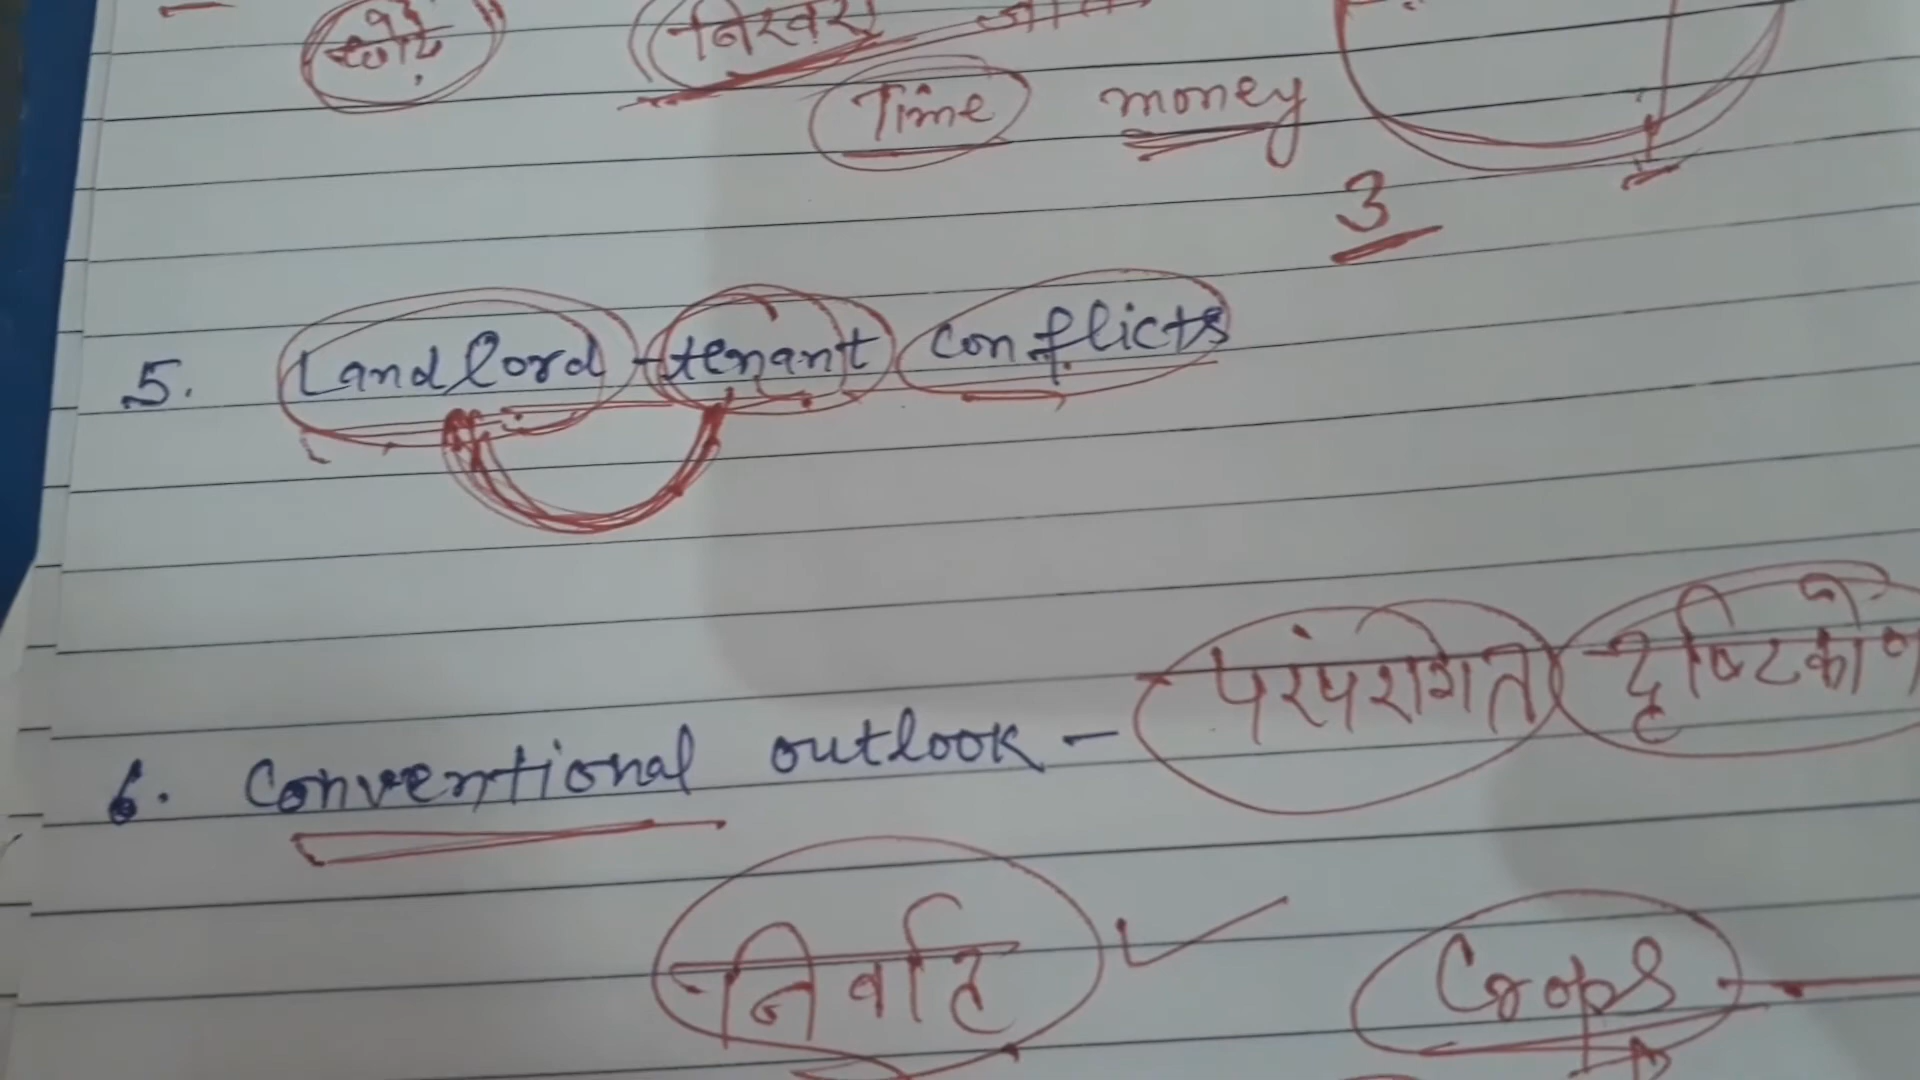 छोटे
Time money
3
5. Landlord-tenant conflicts
6. Conventional outlook - परंपरागत दृष्टिकोण
निर्वाह
Crops